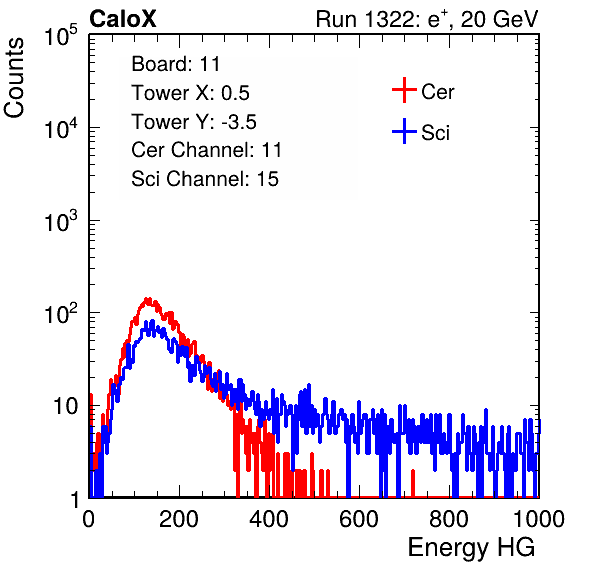 CaloX Run 1322: e⁺, 20 GeV
Counts
10⁵
10⁴
10³
10²
10
1
Board: 11
Tower X: 0.5
Tower Y: -3.5
Cer Channel: 11
Sci Channel: 15
Cer
Sci
0 200 400 600 800 1000
Energy HG